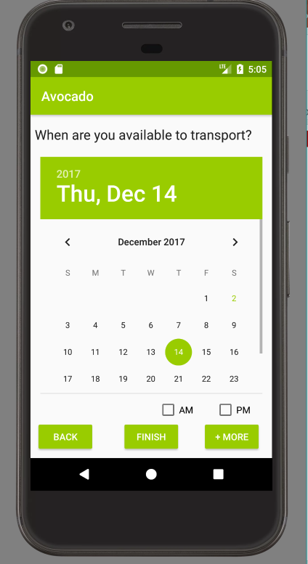 LTE 5:05
Avocado
When are you available to transport?
2017
Thu, Dec 14
December 2017
S M T W T F S
1 2
3 4 5 6 7 8 9
10 11 12 13 14 15 16
17 18 19 20 21 22 23
AM PM
BACK FINISH + MORE